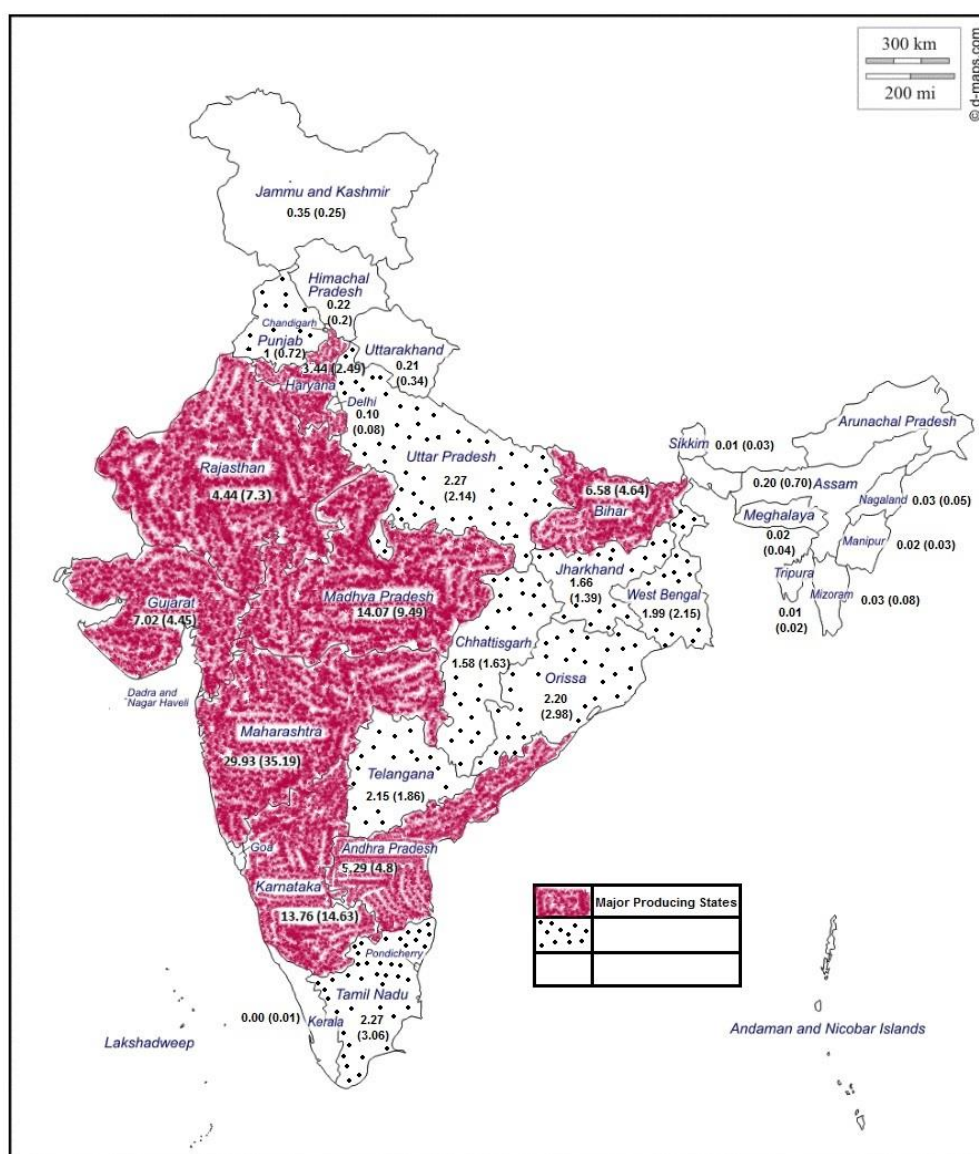 300 km
200 mi
© d-maps.com
Jammu and Kashmir
0.35 (0.25)
Himachal
Pradesh
0.22
(0.2)
Chandigarh
Punjab
1 (0.72)
Uttarakhand
0.21
(0.34)
3.44 (2.49)
Haryana
Delhi
0.10
(0.08)
Arunachal Pradesh
Sikkim
0.01 (0.03)
Uttar Pradesh
2.27
(2.14)
Rajasthan
4.44 (7.3)
6.58 (4.64)
Bihar
0.20 (0.70)
Assam
Nagaland
0.03 (0.05)
Meghalaya
0.02
(0.04)
Manipur
0.02 (0.03)
Jharkhand
1.66
(1.39)
Tripura
0.01
(0.02)
Mizoram
0.03 (0.08)
West Bengal
1.99 (2.15)
Gujarat
7.02 (4.45)
Madhya Pradesh
14.07 (9.49)
Chhattisgarh
1.58 (1.63)
Orissa
2.20
(2.98)
Dadra and
Nagar Haveli
Maharashtra
29.93 (35.19)
Telangana
2.15 (1.86)
Goa
Andhra Pradesh
5.29 (4.8)
Karnataka
13.76 (14.63)
Major Producing States
Pondicherry
Tamil Nadu
2.27
(3.06)
0.00 (0.01)
Kerala
Lakshadweep
Andaman and Nicobar Islands